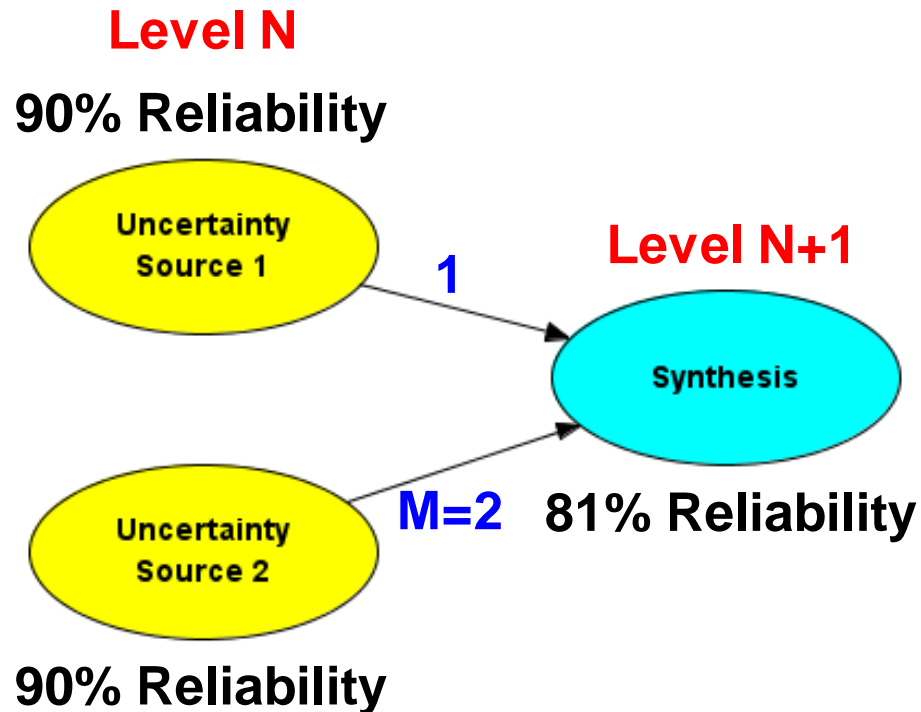 Level N
90% Reliability
Uncertainty
Source 1
1
Level N+1
Synthesis
M=2
81% Reliability
Uncertainty
Source 2
90% Reliability